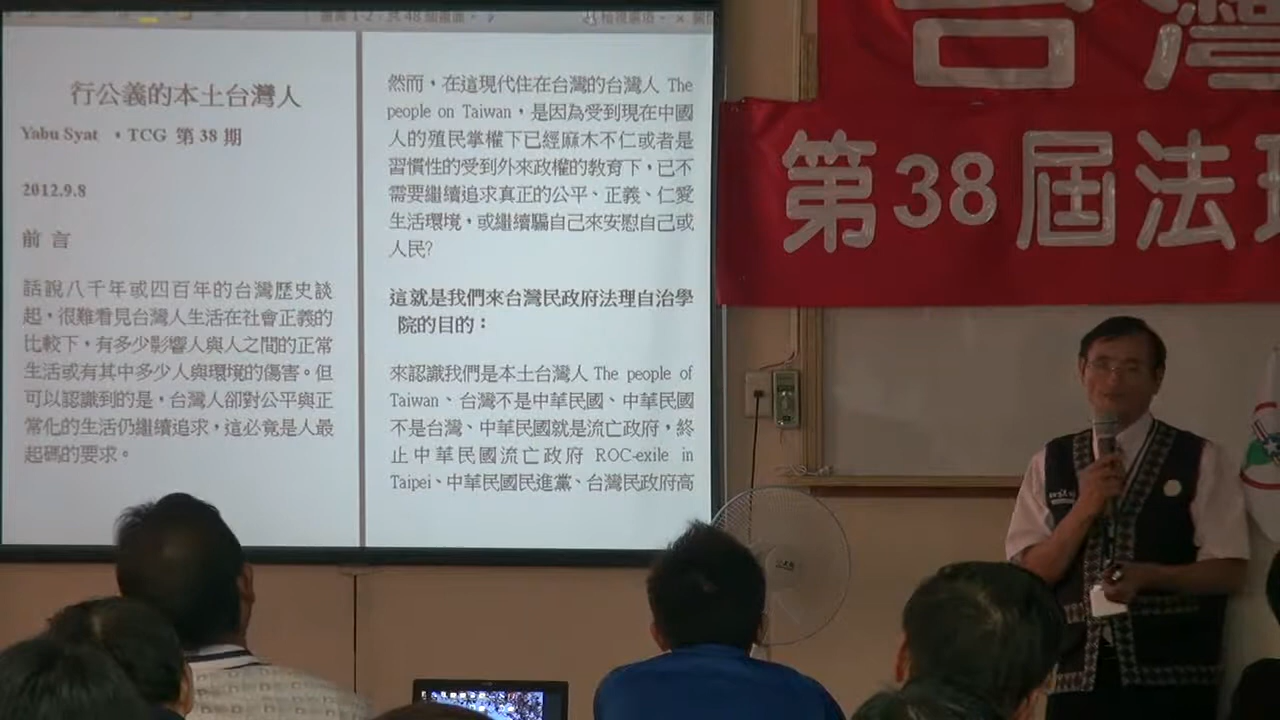 行公義的本土台灣人
Yabu Syat ,TCG 第 38 期
2012.9.8
前 言
話說八千年或四百年的台灣歷史談
起，很難看見台灣人生活在社會正義的
比較下，有多少影響人與人之間的正常
生活或有其中多少人與環境的傷害。但
可以認識到的是，台灣人卻對公平與正
常化的生活仍繼續追求，這必竟是人最
起碼的要求。
然而，在這現代住在台灣的台灣人 The
people on Taiwan，是因為受到現在中國
人的殖民掌權下已經麻木不仁或者是
習慣性的受到外來政權的教育下，已不
需要繼續追求真正的公平、正義、仁愛
生活環境，或繼續騙自己來安慰自己或
人民?
這就是我們來台灣民政府法理自治學
院的目的：
來認識我們是本土台灣人 The people of
Taiwan、台灣不是中華民國、中華民國
不是台灣、中華民國就是流亡政府，終
止中華民國流亡政府 ROC-exile in
Taipei、中華民國民進黨、台灣民政府高
台灣
第38屆法理